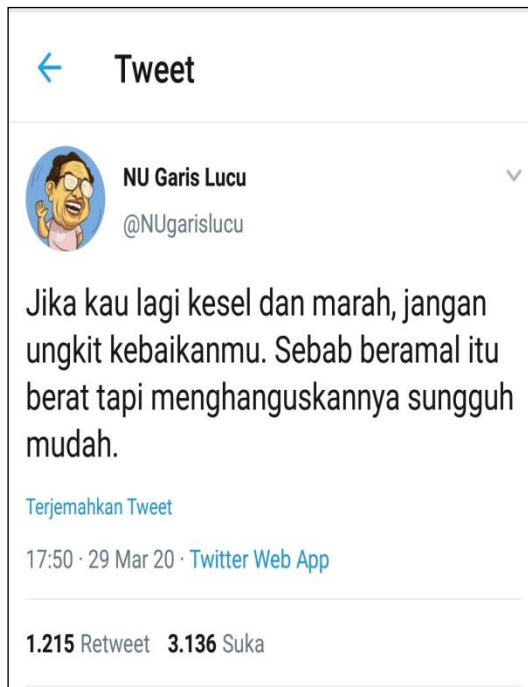 Tweet
NU Garis Lucu
@NUgarislucu
Jika kau lagi kesel dan marah, jangan
ungkit kebaikanmu. Sebab beramal itu
berat tapi menghanguskannya sungguh
mudah.
Terjemahkan Tweet
17:50 · 29 Mar 20 · Twitter Web App
1.215 Retweet 3.136 Suka